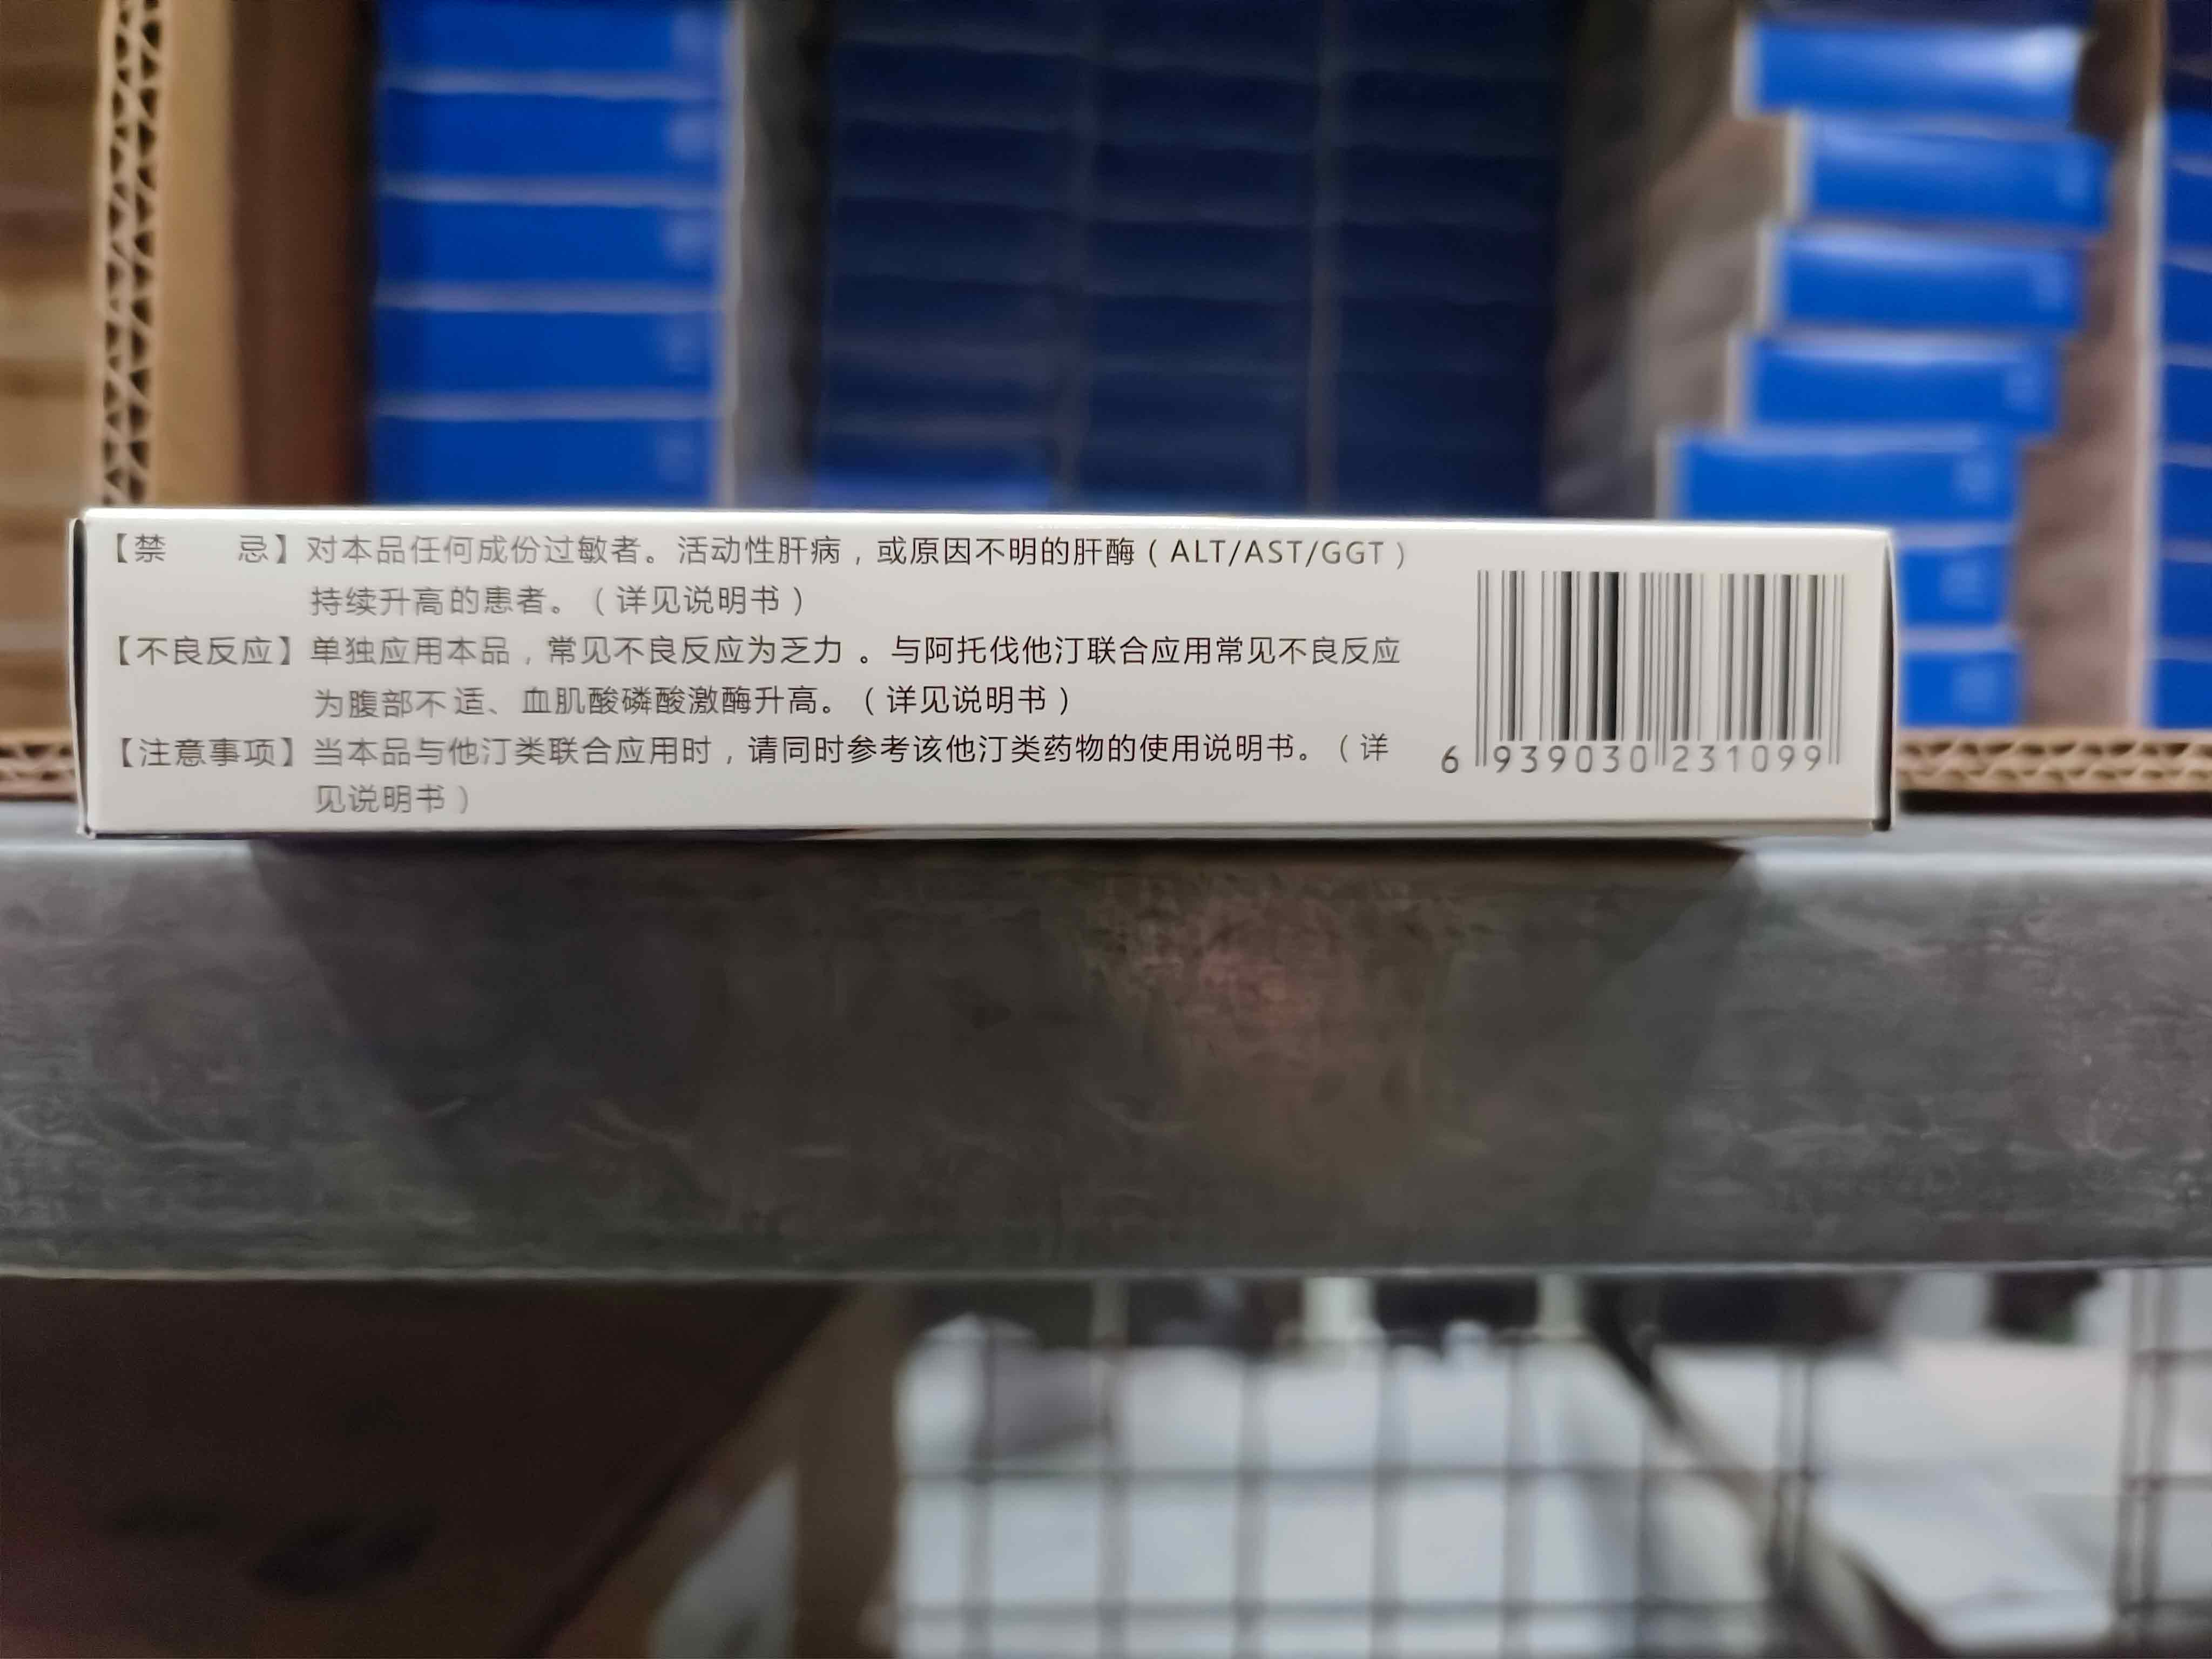 【禁　　忌】对本品任何成份过敏者。活动性肝病，或原因不明的肝酶（ALT/AST/GGT）
持续升高的患者。（详见说明书）
【不良反应】单独应用本品，常见不良反应为乏力 。与阿托伐他汀联合应用常见不良反应
为腹部不适、血肌酸磷酸激酶升高。（详见说明书）
【注意事项】当本品与他汀类联合应用时，请同时参考该他汀类药物的使用说明书。（详
见说明书）
6 939030 231099